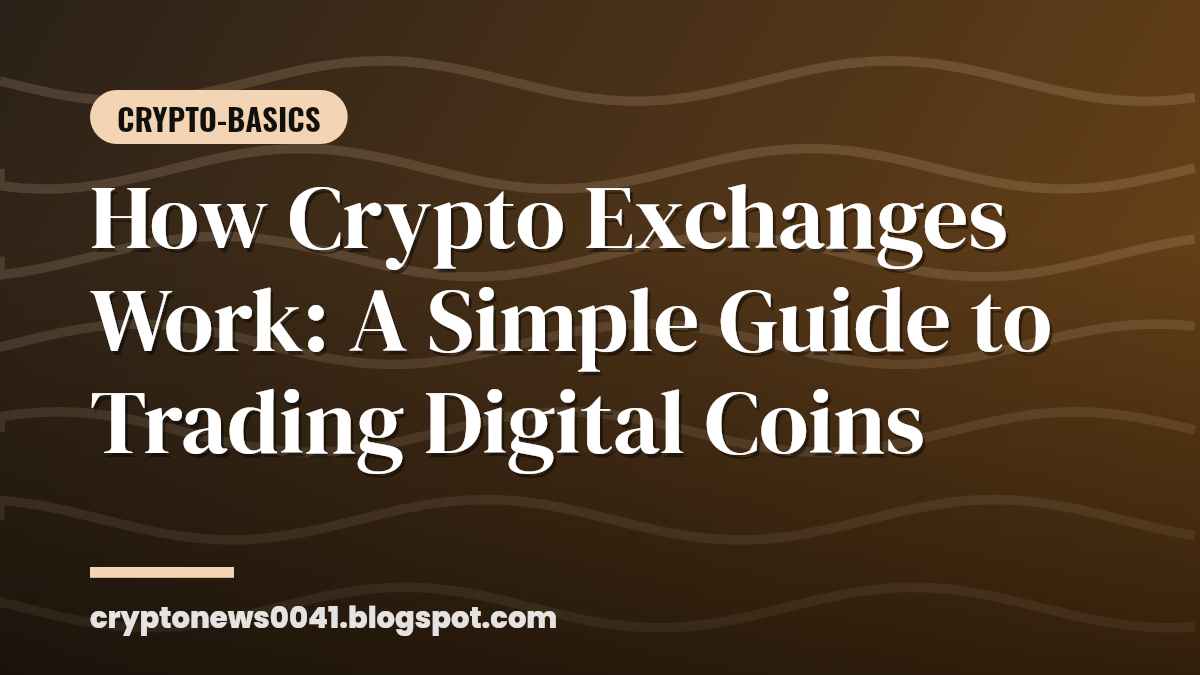 CRYPTO-BASICS
How Crypto Exchanges
Work: A Simple Guide to
Trading Digital Coins
cryptonews0041.blogspot.com